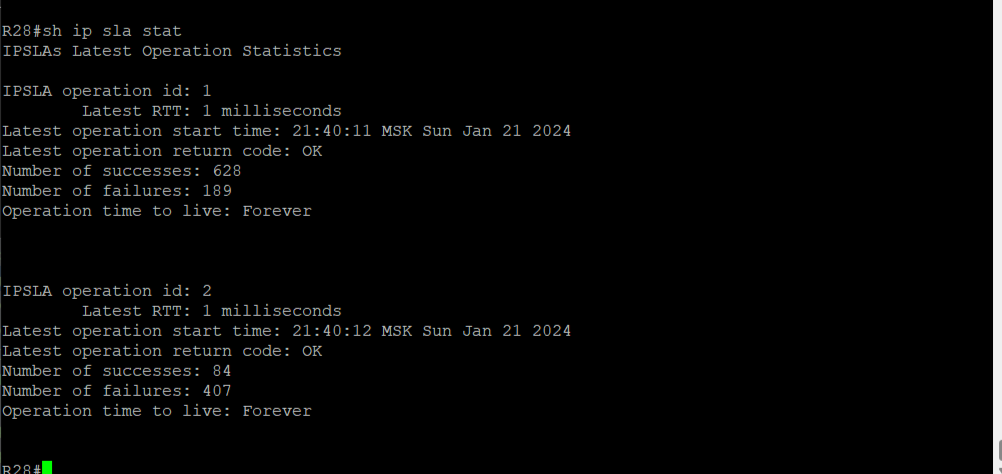 R28#sh ip sla stat
IPSLAs Latest Operation Statistics
IPSLA operation id: 1
Latest RTT: 1 milliseconds
Latest operation start time: 21:40:11 MSK Sun Jan 21 2024
Latest operation return code: OK
Number of successes: 628
Number of failures: 189
Operation time to live: Forever
IPSLA operation id: 2
Latest RTT: 1 milliseconds
Latest operation start time: 21:40:12 MSK Sun Jan 21 2024
Latest operation return code: OK
Number of successes: 84
Number of failures: 407
Operation time to live: Forever
R28#